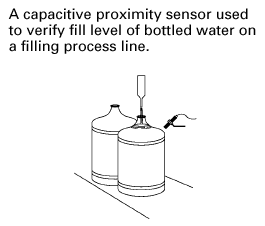 A capacitive proximity sensor used
to verify fill level of bottled water on
a filling process line.